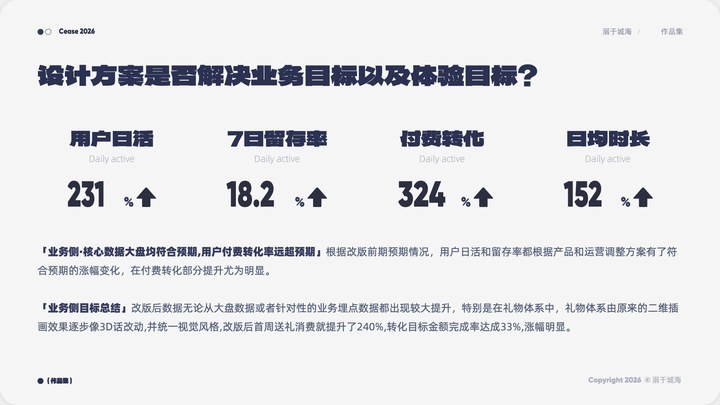 Cease 2026
溺于城海 / 作品集
设计方案是否解决业务目标以及体验目标?
用户日活 7日留存率 付费转化 日均时长
Daily active Daily active Daily active Daily active
231 % 18.2 % 324 % 152 %
「业务侧·核心数据大盘均符合预期,用户付费转化率远超预期」根据改版前期预期情况，用户日活和留存率都根据产品和运营调整方案有了符
合预期的涨幅变化，在付费转化部分提升尤为明显。
「业务侧目标总结」改版后数据无论从大盘数据或者针对性的业务埋点数据都出现较大提升，特别是在礼物体系中，礼物体系由原来的二维插
画效果逐步像3D话改动,并统一视觉风格,改版后首周送礼消费就提升了240%,转化目标金额完成率达成33%,涨幅明显。
(作品集) Copyright 2026 ® 溺于城海